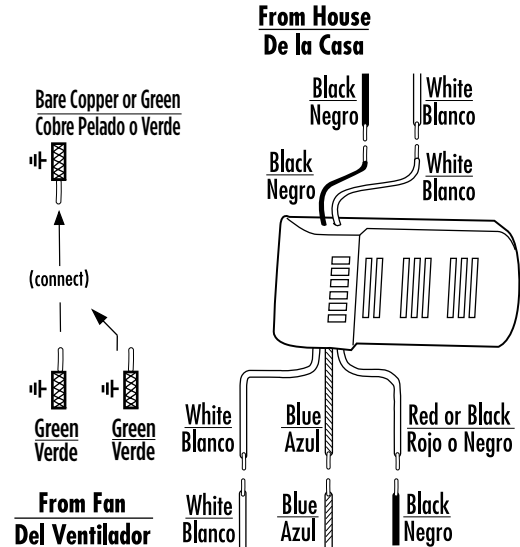 From House
De la Casa
Black
Negro
White
Blanco
Bare Copper or Green
Cobre Pelado o Verde
Black
Negro
White
Blanco
(connect)
Green
Verde
Green
Verde
White
Blanco
Blue
Azul
Red or Black
Rojo o Negro
From Fan
Del Ventilador
White
Blanco
Blue
Azul
Black
Negro